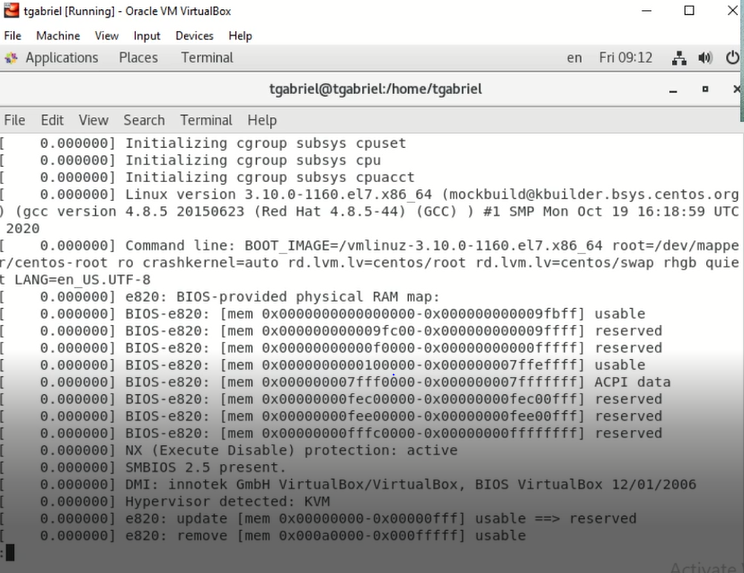 tgabriel [Running] - Oracle VM VirtualBox
File Machine View Input Devices Help
Applications Places Terminal en Fri 09:12
tgabriel@tgabriel:/home/tgabriel
File Edit View Search Terminal Help
[    0.000000] Initializing cgroup subsys cpuset
[    0.000000] Initializing cgroup subsys cpu
[    0.000000] Initializing cgroup subsys cpuacct
[    0.000000] Linux version 3.10.0-1160.el7.x86_64 (mockbuild@kbuilder.bsys.centos.org
) (gcc version 4.8.5 20150623 (Red Hat 4.8.5-44) (GCC) ) #1 SMP Mon Oct 19 16:18:59 UTC
2020
[    0.000000] Command line: BOOT_IMAGE=/vmlinuz-3.10.0-1160.el7.x86_64 root=/dev/mappe
r/centos-root ro crashkernel=auto rd.lvm.lv=centos/root rd.lvm.lv=centos/swap rhgb quie
t LANG=en_US.UTF-8
[    0.000000] e820: BIOS-provided physical RAM map:
[    0.000000] BIOS-e820: [mem 0x0000000000000000-0x000000000009fbff] usable
[    0.000000] BIOS-e820: [mem 0x000000000009fc00-0x000000000009ffff] reserved
[    0.000000] BIOS-e820: [mem 0x00000000000f0000-0x00000000000fffff] reserved
[    0.000000] BIOS-e820: [mem 0x0000000000100000-0x000000007ffeffff] usable
[    0.000000] BIOS-e820: [mem 0x000000007fff0000-0x000000007fffffff] ACPI data
[    0.000000] BIOS-e820: [mem 0x00000000fec00000-0x00000000fec00fff] reserved
[    0.000000] BIOS-e820: [mem 0x00000000fee00000-0x00000000fee00fff] reserved
[    0.000000] BIOS-e820: [mem 0x00000000fffc0000-0x00000000ffffffff] reserved
[    0.000000] NX (Execute Disable) protection: active
[    0.000000] SMBIOS 2.5 present.
[    0.000000] DMI: innotek GmbH VirtualBox/VirtualBox, BIOS VirtualBox 12/01/2006
[    0.000000] Hypervisor detected: KVM
[    0.000000] e820: update [mem 0x00000000-0x00000fff] usable ==> reserved
[    0.000000] e820: remove [mem 0x000a0000-0x000fffff] usable
:
Activate